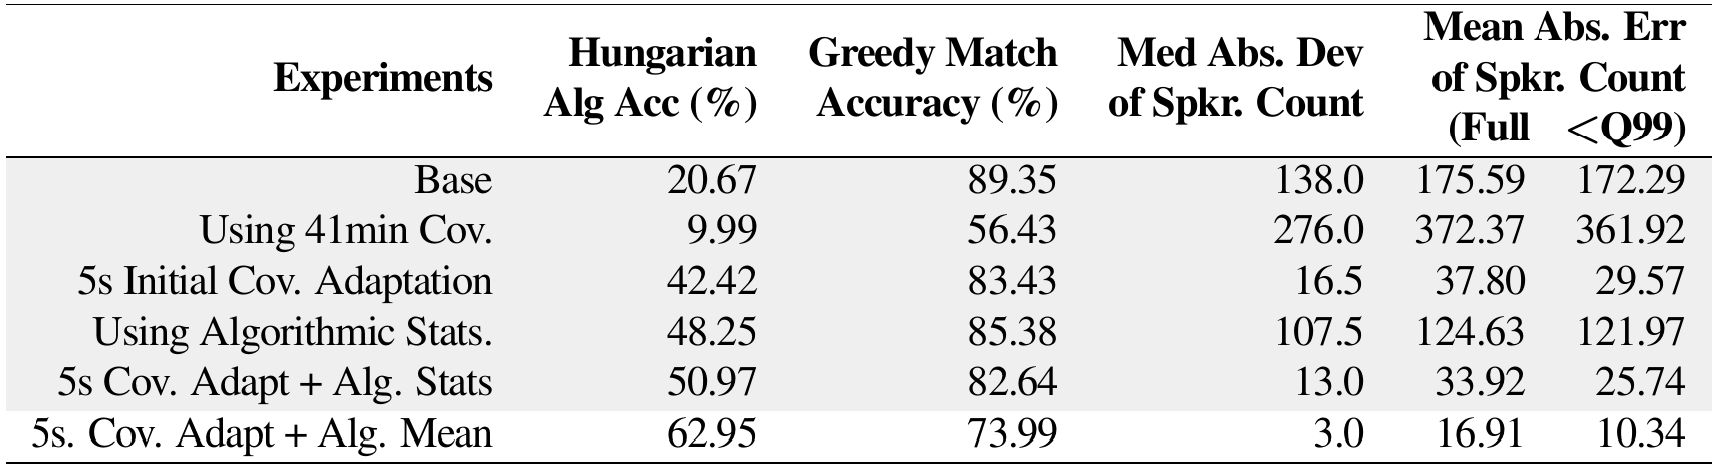 Experiments Hungarian Alg Acc (%) Greedy Match Accuracy (%) Med Abs. Dev of Spkr. Count Mean Abs. Err of Spkr. Count (Full <Q99)
Base 20.67 89.35 138.0 175.59 172.29
Using 41min Cov. 9.99 56.43 276.0 372.37 361.92
5s Initial Cov. Adaptation 42.42 83.43 16.5 37.80 29.57
Using Algorithmic Stats. 48.25 85.38 107.5 124.63 121.97
5s Cov. Adapt + Alg. Stats 50.97 82.64 13.0 33.92 25.74
5s. Cov. Adapt + Alg. Mean 62.95 73.99 3.0 16.91 10.34